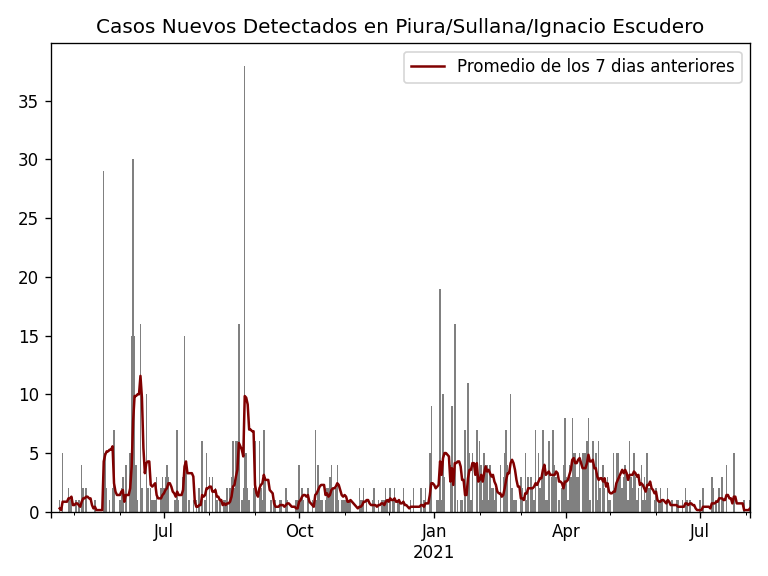 Casos Nuevos Detectados en Piura/Sullana/Ignacio Escudero
Promedio de los 7 dias anteriores
35
30
25
20
15
10
5
0
Jul
Oct
Jan
Apr
Jul
2021